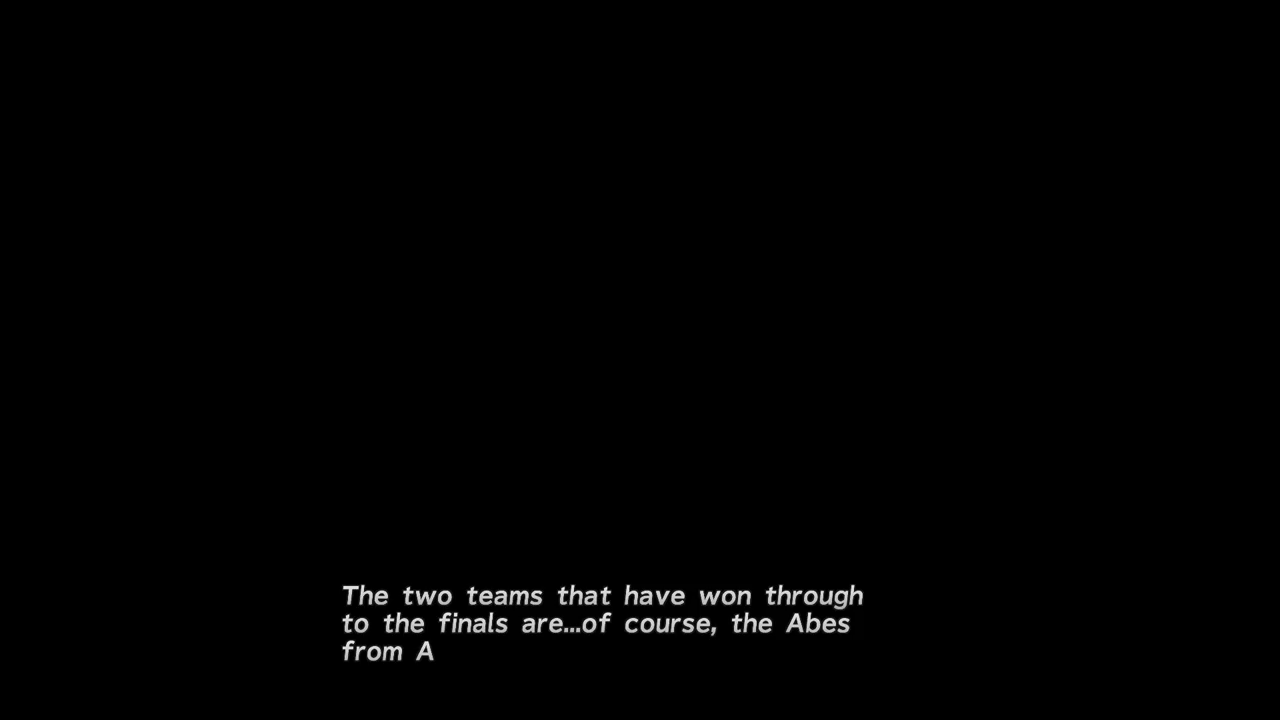 The two teams that have won through
to the finals are...of course, the Abes
from A